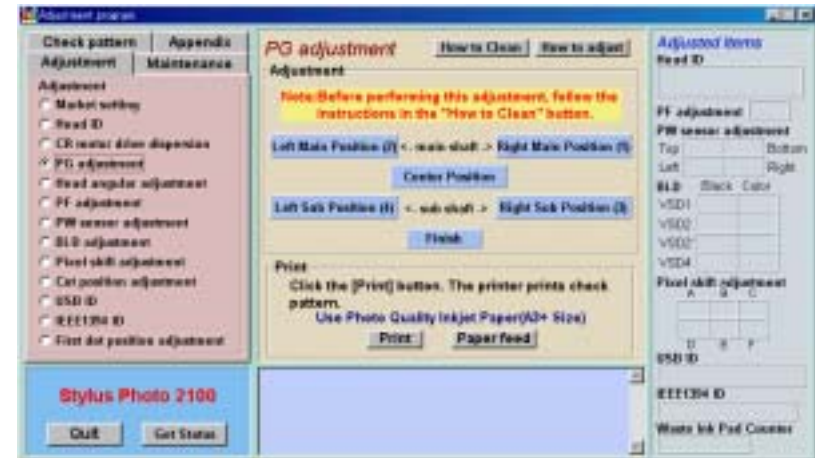 Adjustment program
Check pattern Appendix
Adjustment Maintenance
Adjustment
Market setting
Head ID
CR motor drive dispersion
PG adjustment
Head angular adjustment
PF adjustment
PW sensor adjustment
BLD adjustment
Pixel shift adjustment
Cut position adjustment
USB ID
IEEE1394 ID
First dot position adjustment
Stylus Photo 2100
Quit Get Status
PG adjustment How to Clean How to adjust
Adjustment
Note:Before performing this adjustment, follow the
instructions in the "How to Clean" button.
Left Main Position (2) <- main shaft -> Right Main Position (1)
Center Position
Left Sub Position (4) <- sub shaft -> Right Sub Position (3)
Finish
Print
Click the [Print] button. The printer prints check
pattern.
Use Photo Quality Inkjet Paper(A3+ Size)
Print Paper feed
Adjusted items
Head ID
PF adjustment
PW sensor adjustment
Top Bottom
Left Right
BLD Black Color
VSD1
VSD2
VSD2'
VSD4
Pixel shift adjustment
A B C
D E F
USB ID
IEEE1394 ID
Waste Ink Pad Counter